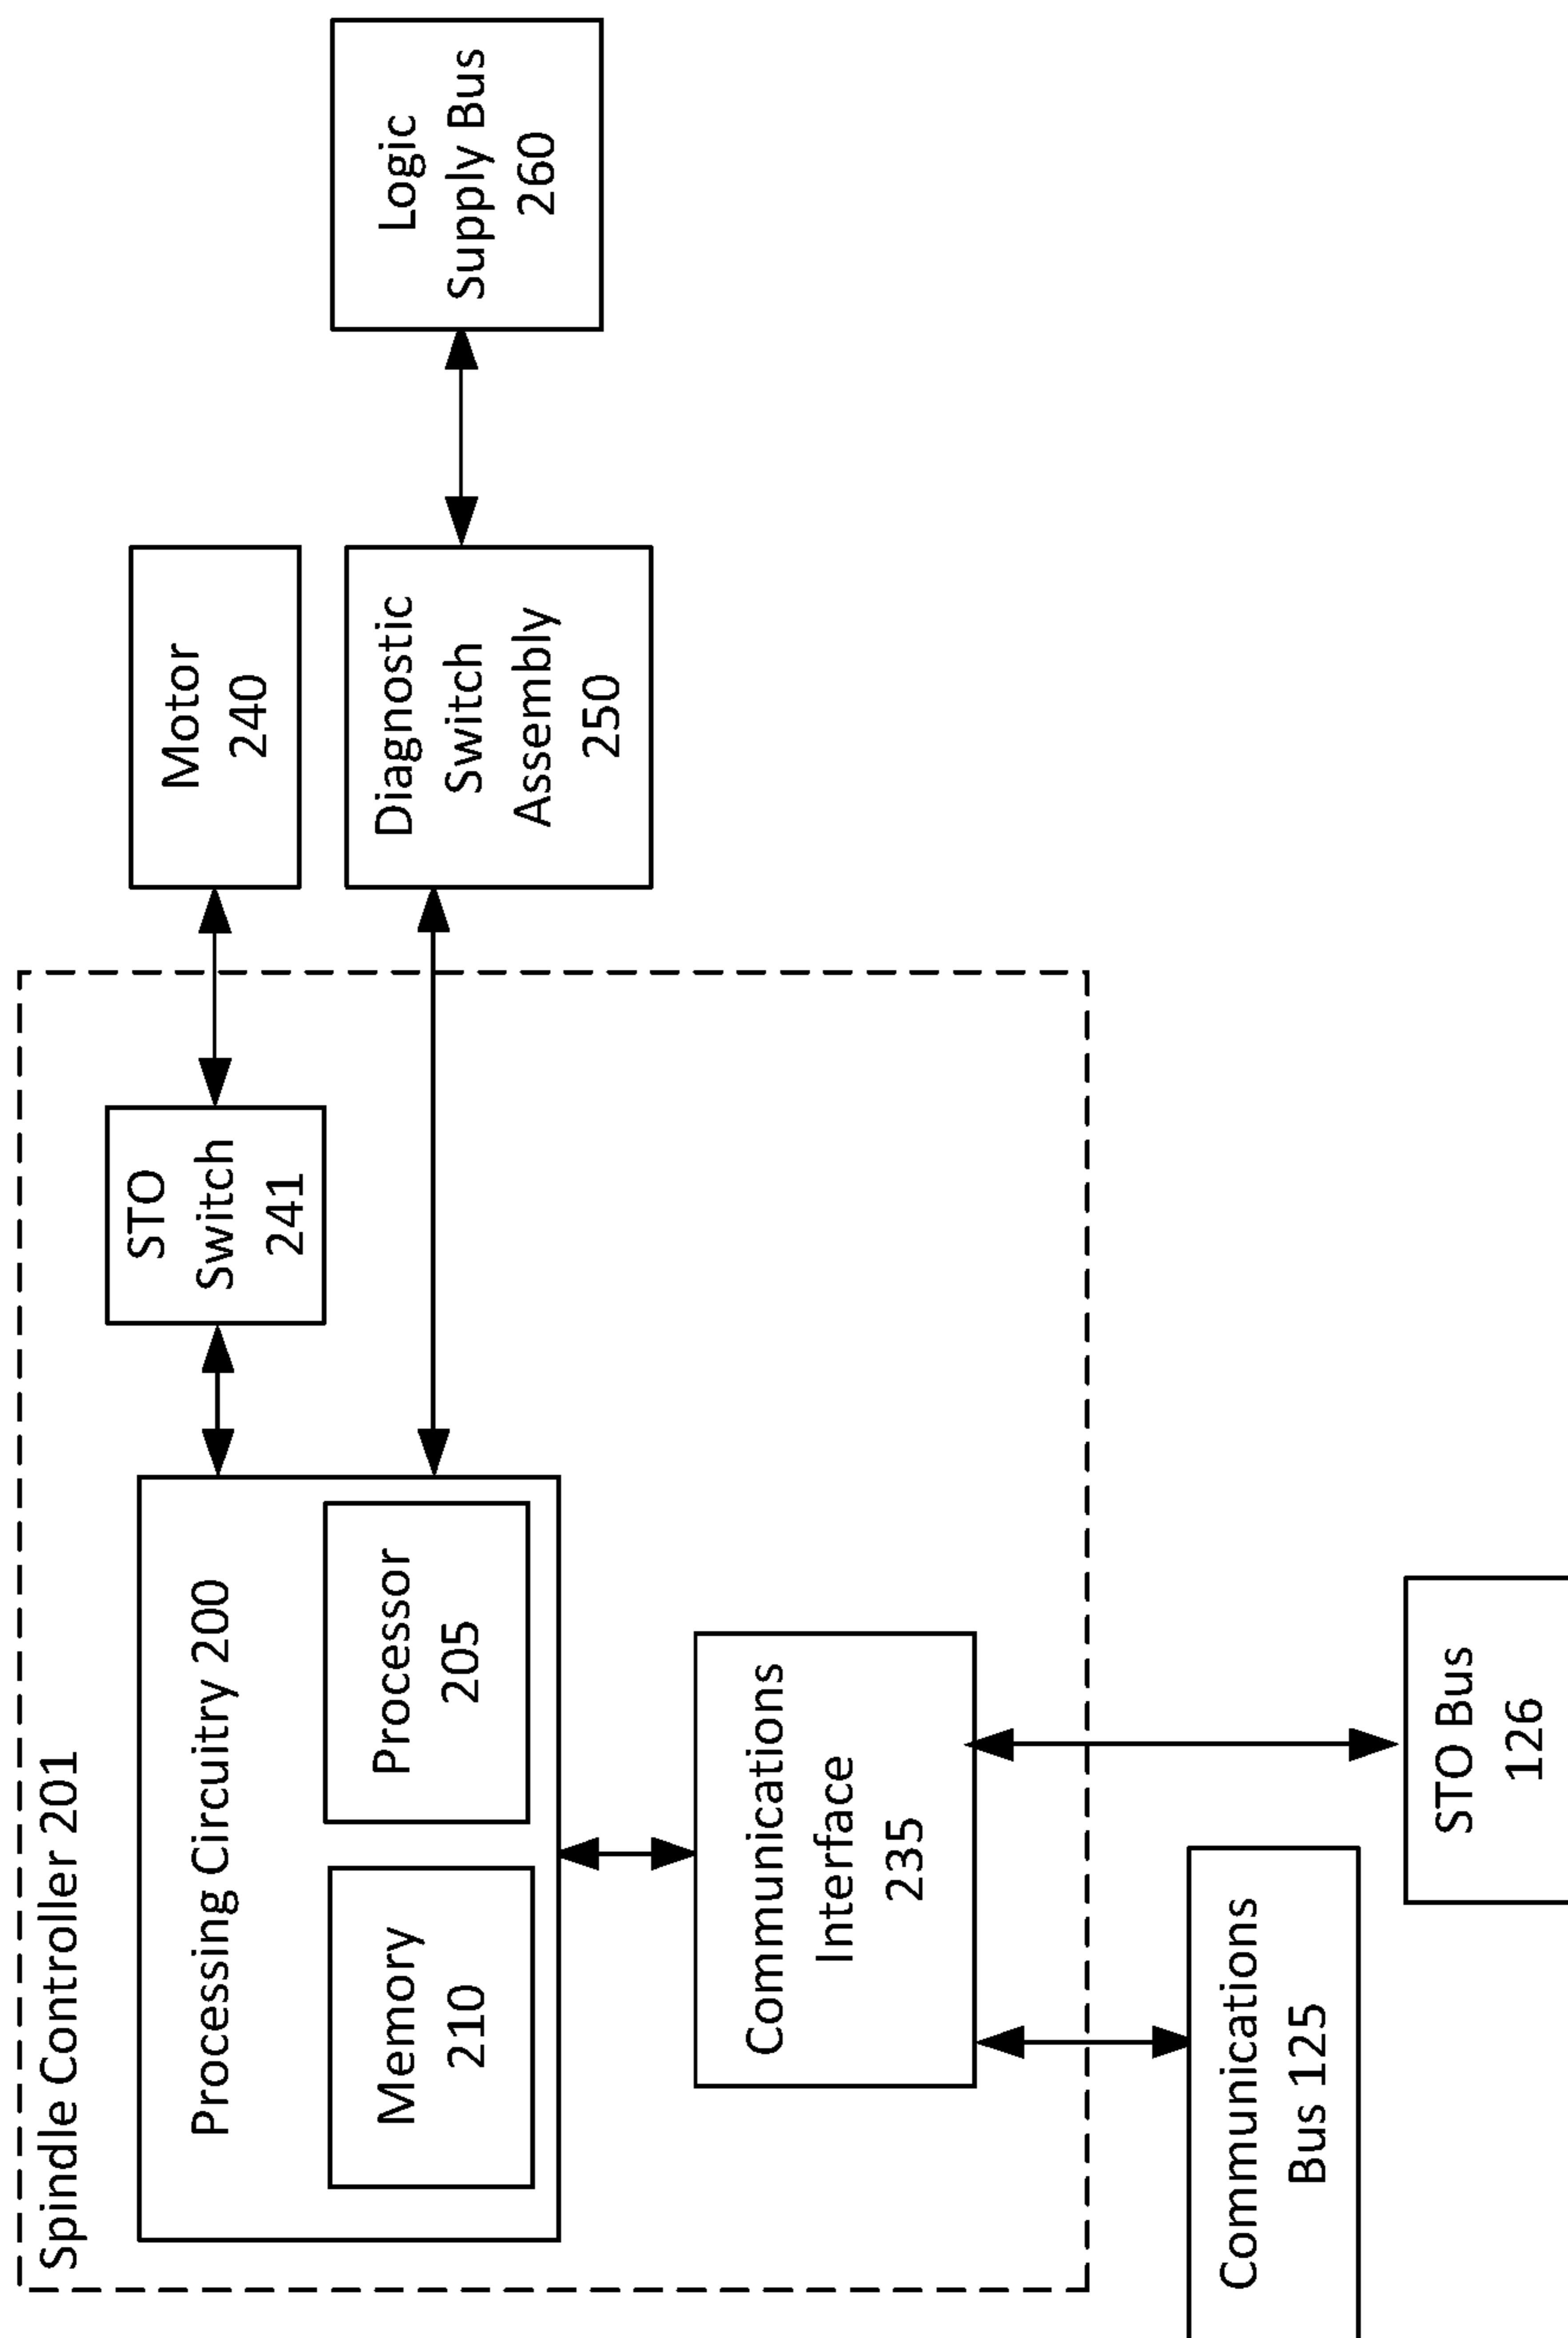 Spindle Controller 201
Processing Circuitry 200
Memory
210
Processor
205
STO
Switch
241
Motor
240
Diagnostic
Switch
Assembly
250
Logic
Supply Bus
260
Communications
Interface
235
Communications
Bus 125
STO Bus
126